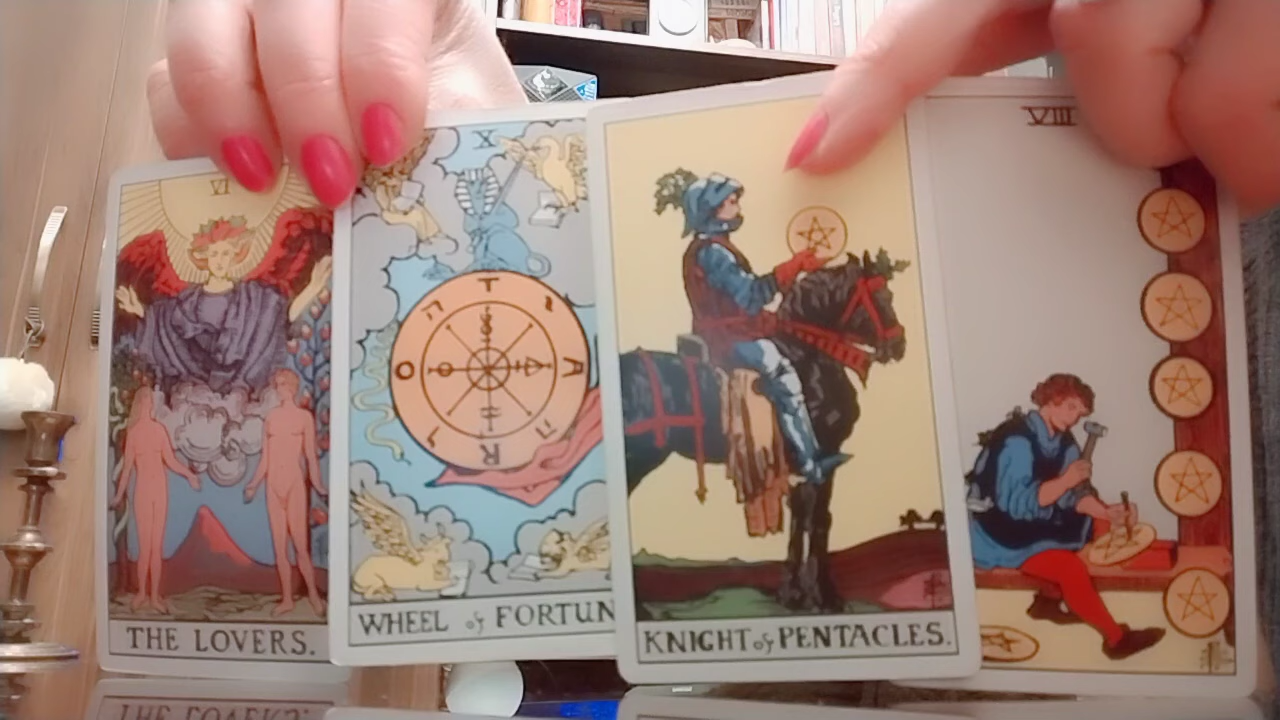 VI
THE LOVERS.
X
WHEEL of FORTUN
KNIGHT of PENTACLES.
VIII